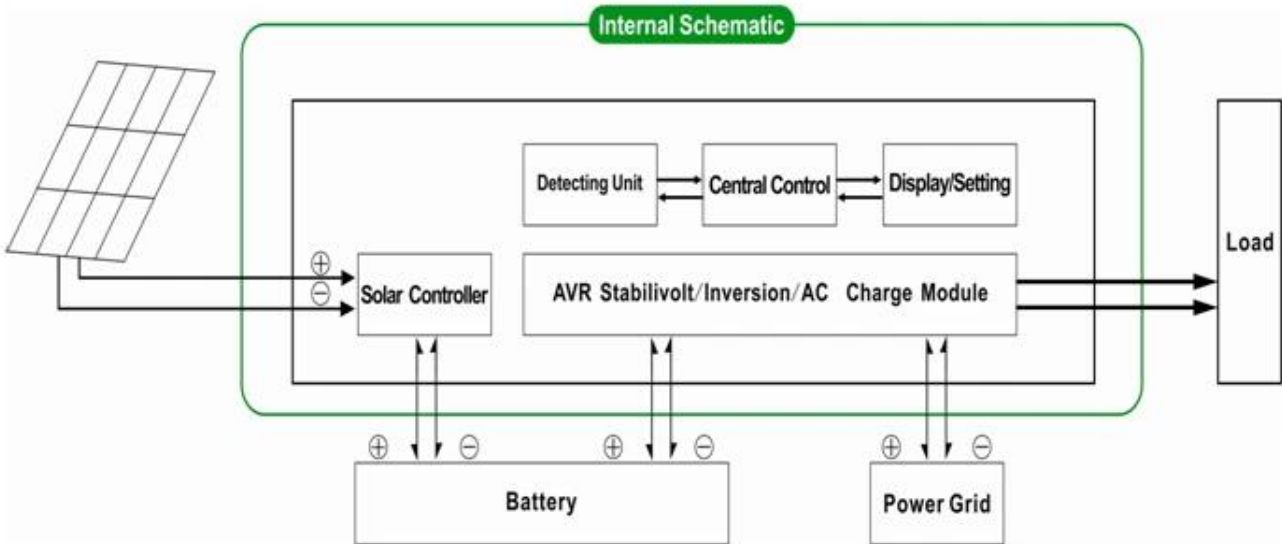 Internal Schematic
Detecting Unit
Central Control
Display/Setting
Load
⊕
⊖
Solar Controller
AVR Stabilivolt/Inversion/AC Charge Module
⊕ ⊖ ⊕ ⊖ ⊕ ⊖
Battery
Power Grid